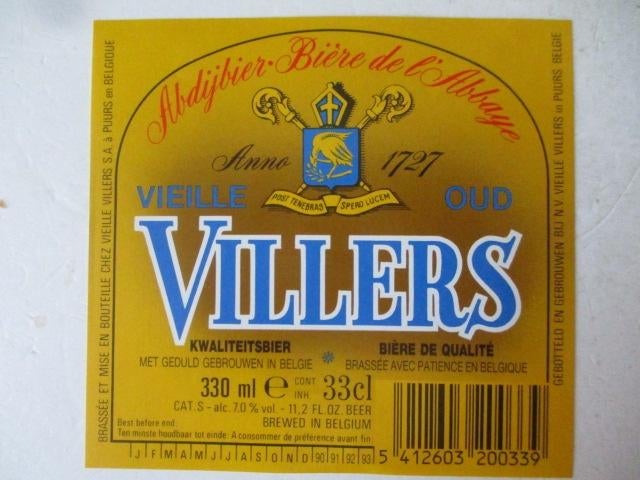 Abdijbier·Bière de l'Abbaye
Anno 1727
POST TENEBRAS SPERO LUCEM
VIEILLE OUD
VILLERS
KWALITEITSBIER
MET GEDULD GEBROUWEN IN BELGIE
*
BIÈRE DE QUALITÉ
BRASSÉE AVEC PATIENCE EN BELGIQUE
330 ml e CONT INH. 33cl
CAT. S - alc. 7.0 % vol. - 11,2 FL.OZ. BEER
BREWED IN BELGIUM
Best before end:
Ten minste houdbaar tot einde: A consommer de préférence avant fin:
J F M A M J J A S O N D 90 91 92 93
5 412603 200339
BRASSÉE ET MISE EN BOUTEILLE CHEZ VIEILLE VILLERS S.A. à PUURS en BELGIQUE
GEBOTTELD EN GEBROUWEN BIJ N.V. VIEILLE VILLERS in PUURS BELGIE